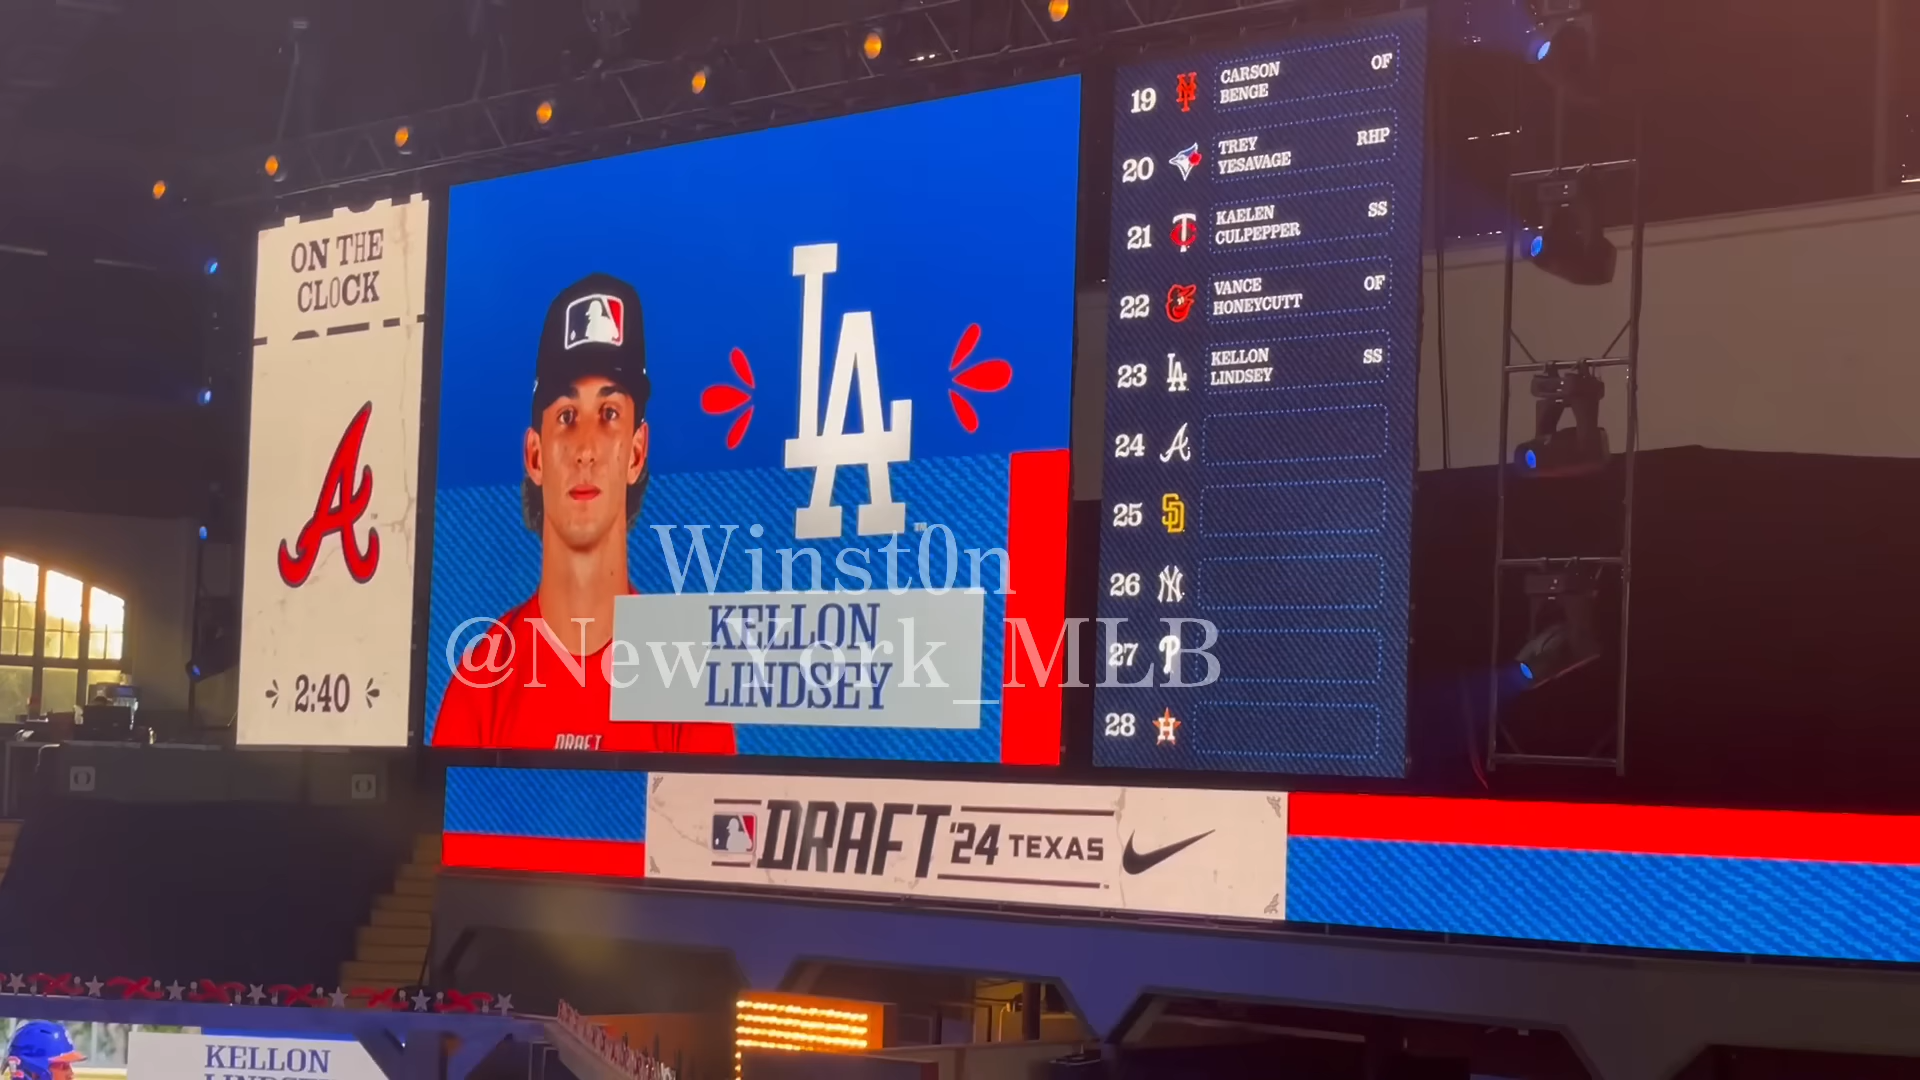 ON THE
CLOCK
2:40
LA
KELLON
LINDSEY
DRAFT
19 CARSON
BENGE OF
20 TREY
YESAVAGE RHP
21 KAELEN
CULPEPPER SS
22 VANCE
HONEYCUTT OF
23 KELLON
LINDSEY SS
24
25
26
27
28
Winst0n
@NewYork_MLB
DRAFT '24 TEXAS
KELLON
LINDSEY